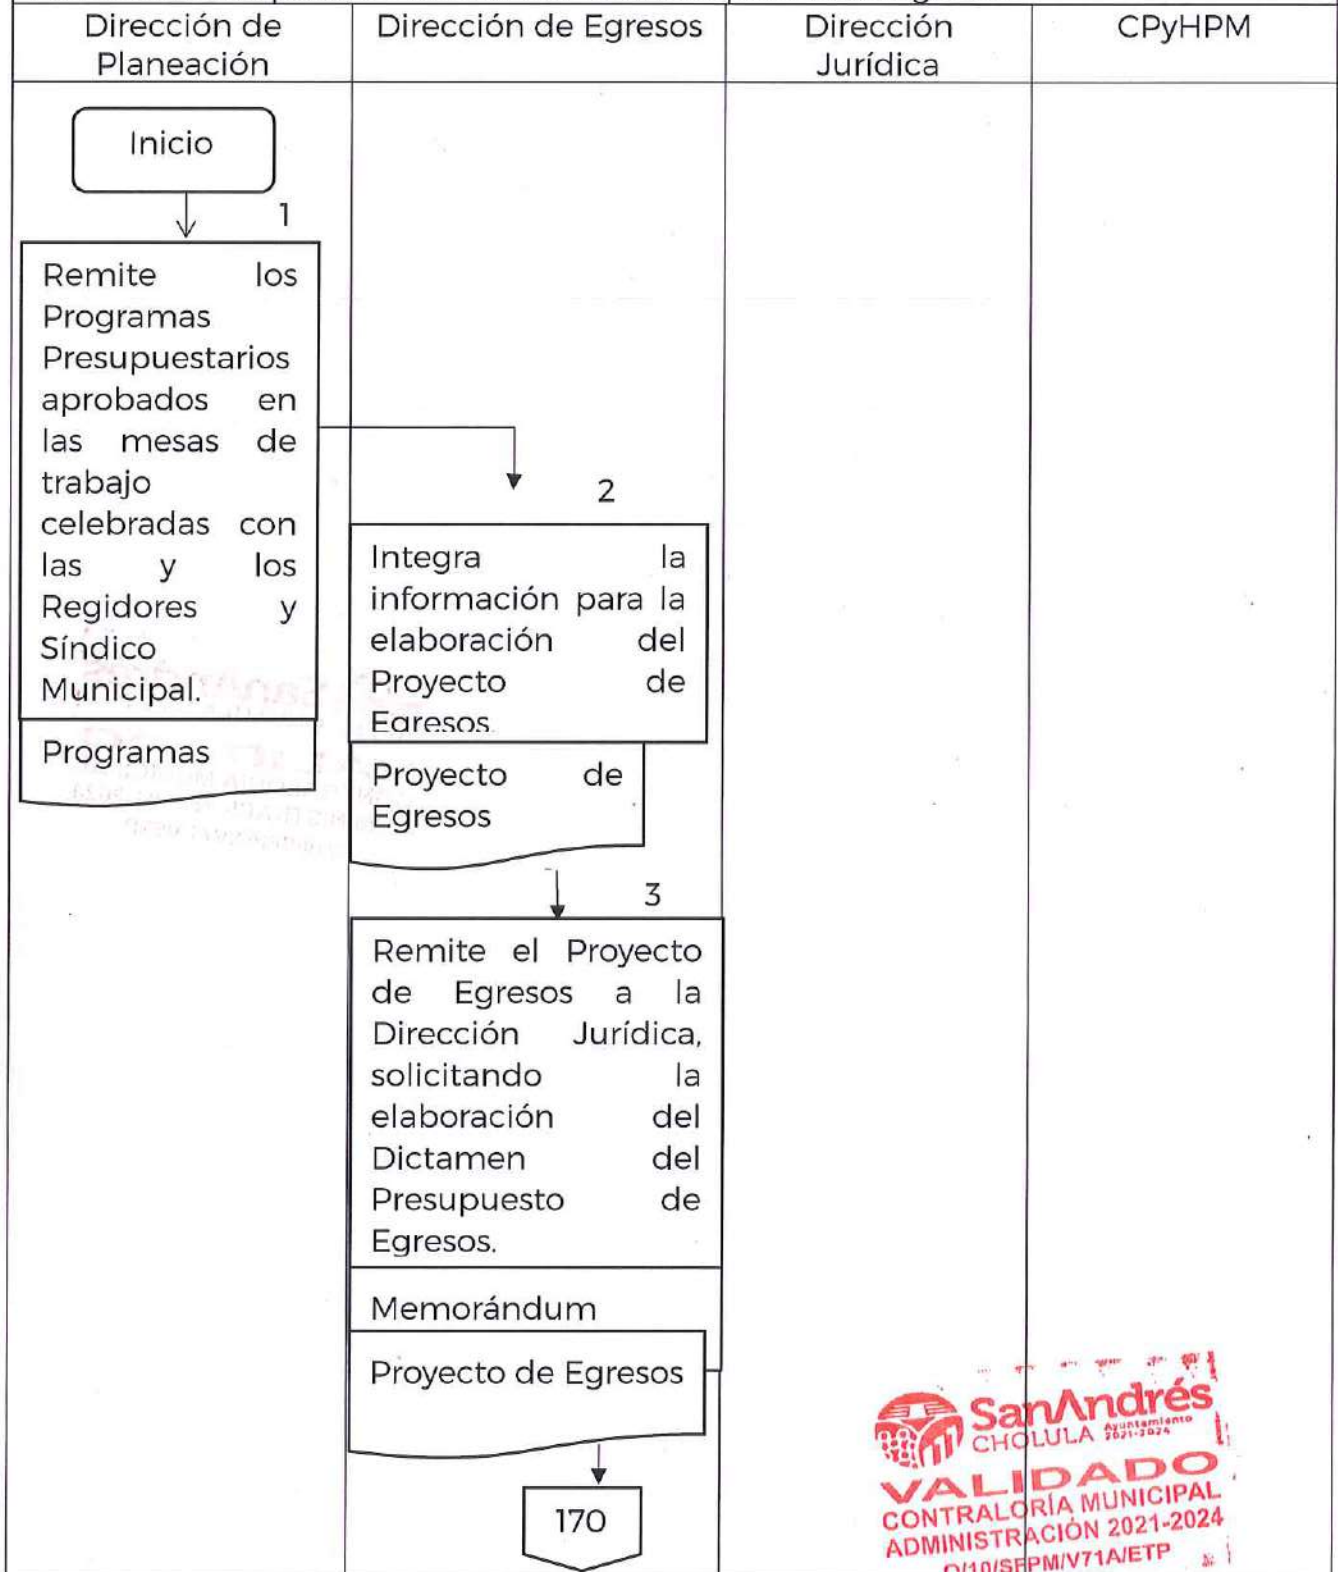 Dirección de
Planeación
Dirección de Egresos
Dirección
Jurídica
CPyHPM
Inicio
1
Remite los
Programas
Presupuestarios
aprobados en
las mesas de
trabajo
celebradas con
las y los
Regidores y
Síndico
Municipal.
Programas
2
Integra la
información para la
elaboración del
Proyecto de
Egresos.
Proyecto de
Egresos
3
Remite el Proyecto
de Egresos a la
Dirección Jurídica,
solicitando la
elaboración del
Dictamen del
Presupuesto de
Egresos.
Memorándum
Proyecto de Egresos
170
SanAndrés
CHOLULA Ayuntamiento
2021-2024
VALIDADO
CONTRALORÍA MUNICIPAL
ADMINISTRACIÓN 2021-2024